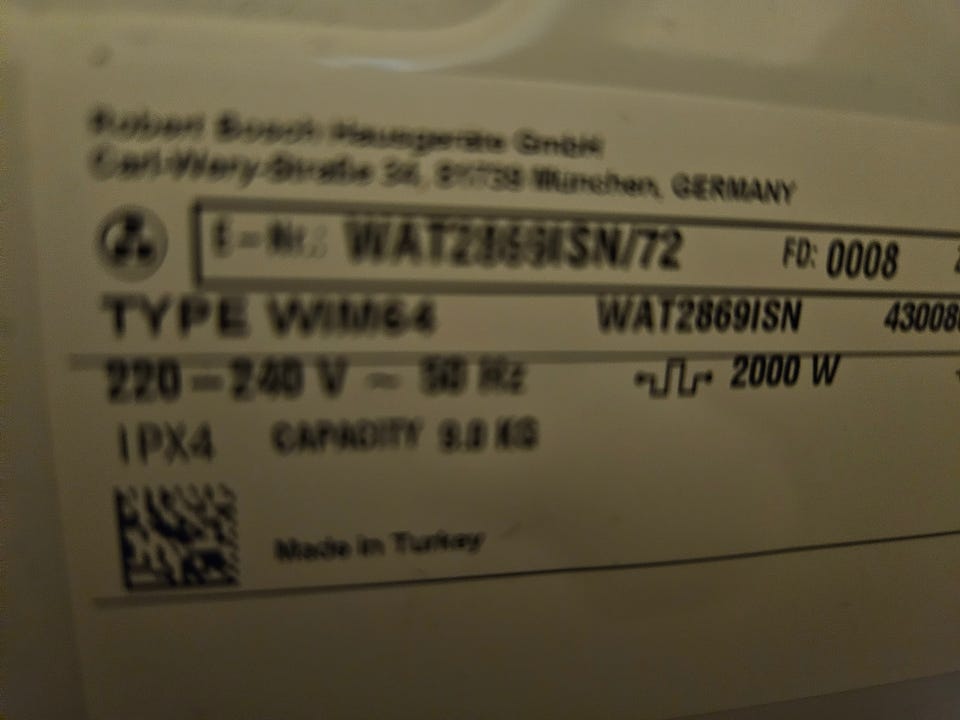 Robert Bosch Hausgeräte GmbH
Carl-Wery-Straße 34, 81739 München, GERMANY
E-Nr.: WAT2869ISN/72 FD: 0008
TYPE WIM64 WAT2869ISN 43008
220-240 V ~ 50 Hz 2000 W
IPX4 CAPACITY 9.0 KG
Made in Turkey